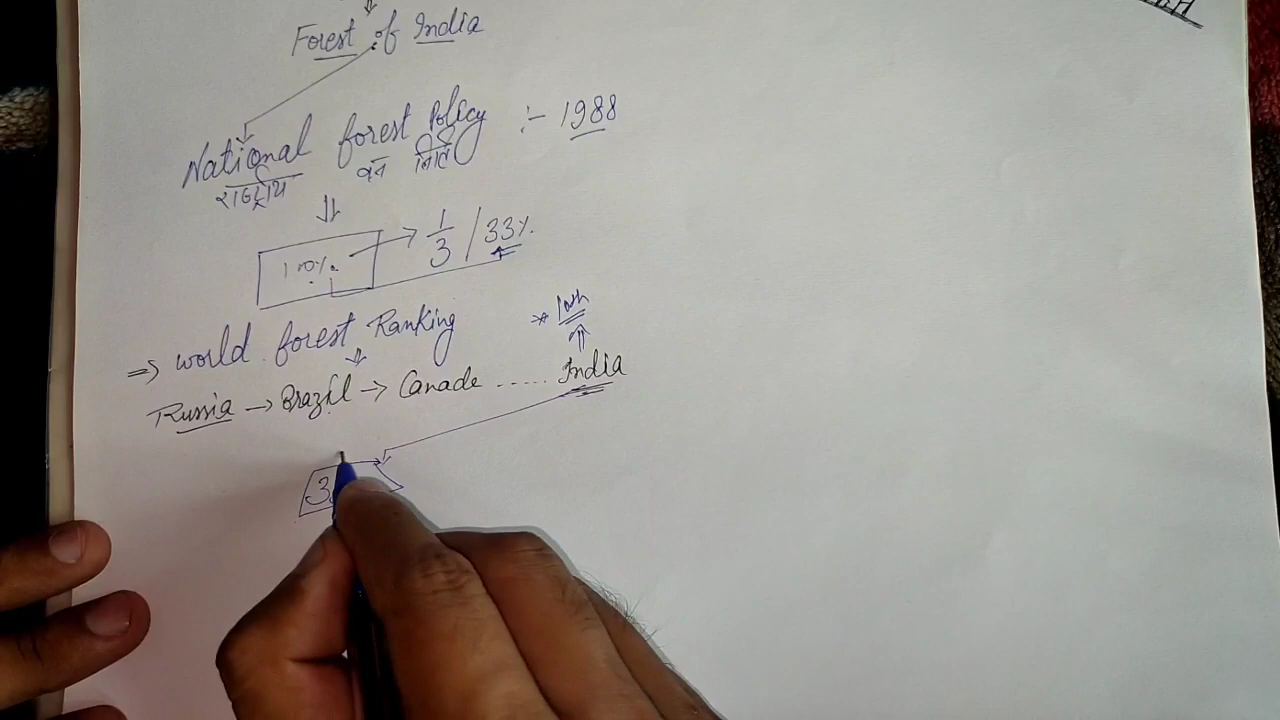 Forest of India
National forest Policy :- 1988
राष्ट्रीय वन निति
100% → 1/3 / 33%
⇒ world forest Ranking * 10th
Russia → Brazil → Canade ..... India
3